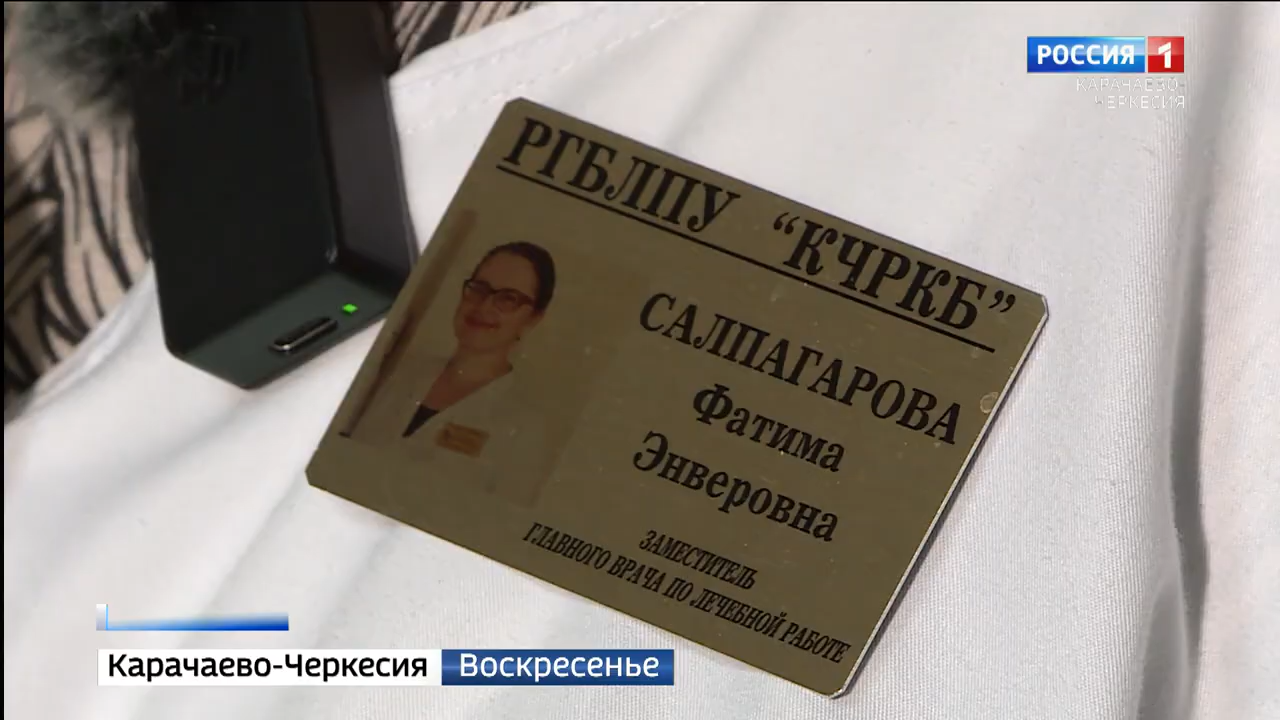 РОССИЯ 1
КАРАЧАЕВО-
ЧЕРКЕСИЯ
РГБЛПУ “КЧРКБ”
САЛПАГАРОВА
Фатима
Энверовна
ЗАМЕСТИТЕЛЬ
ГЛАВНОГО ВРАЧА ПО ЛЕЧЕБНОЙ РАБОТЕ
Карачаево-Черкесия Воскресенье